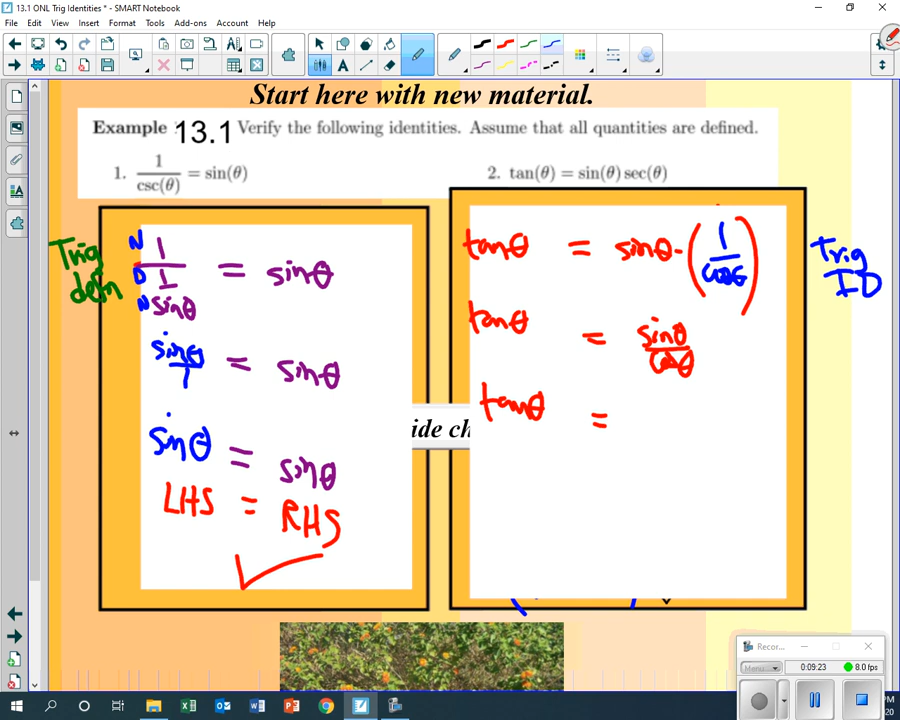 13.1 ONL Trig Identities * - SMART Notebook
File Edit View Insert Format Tools Add-ons Account Help
Start here with new material.
Example 13.1 Verify the following identities. Assume that all quantities are defined.
1. 1/csc(θ) = sin(θ)
2. tan(θ) = sin(θ) sec(θ)
Trig defn
N 1
D 1 = sinθ
N sinθ
sinθ/1 = sinθ
sinθ = sinθ
LHS = RHS
tanθ = sinθ · (1/cosθ)
Trig ID
tanθ = sinθ/cosθ
tanθ =
ide ch
Recor...
Menu
0:09:23
8.0 fps
PM
20